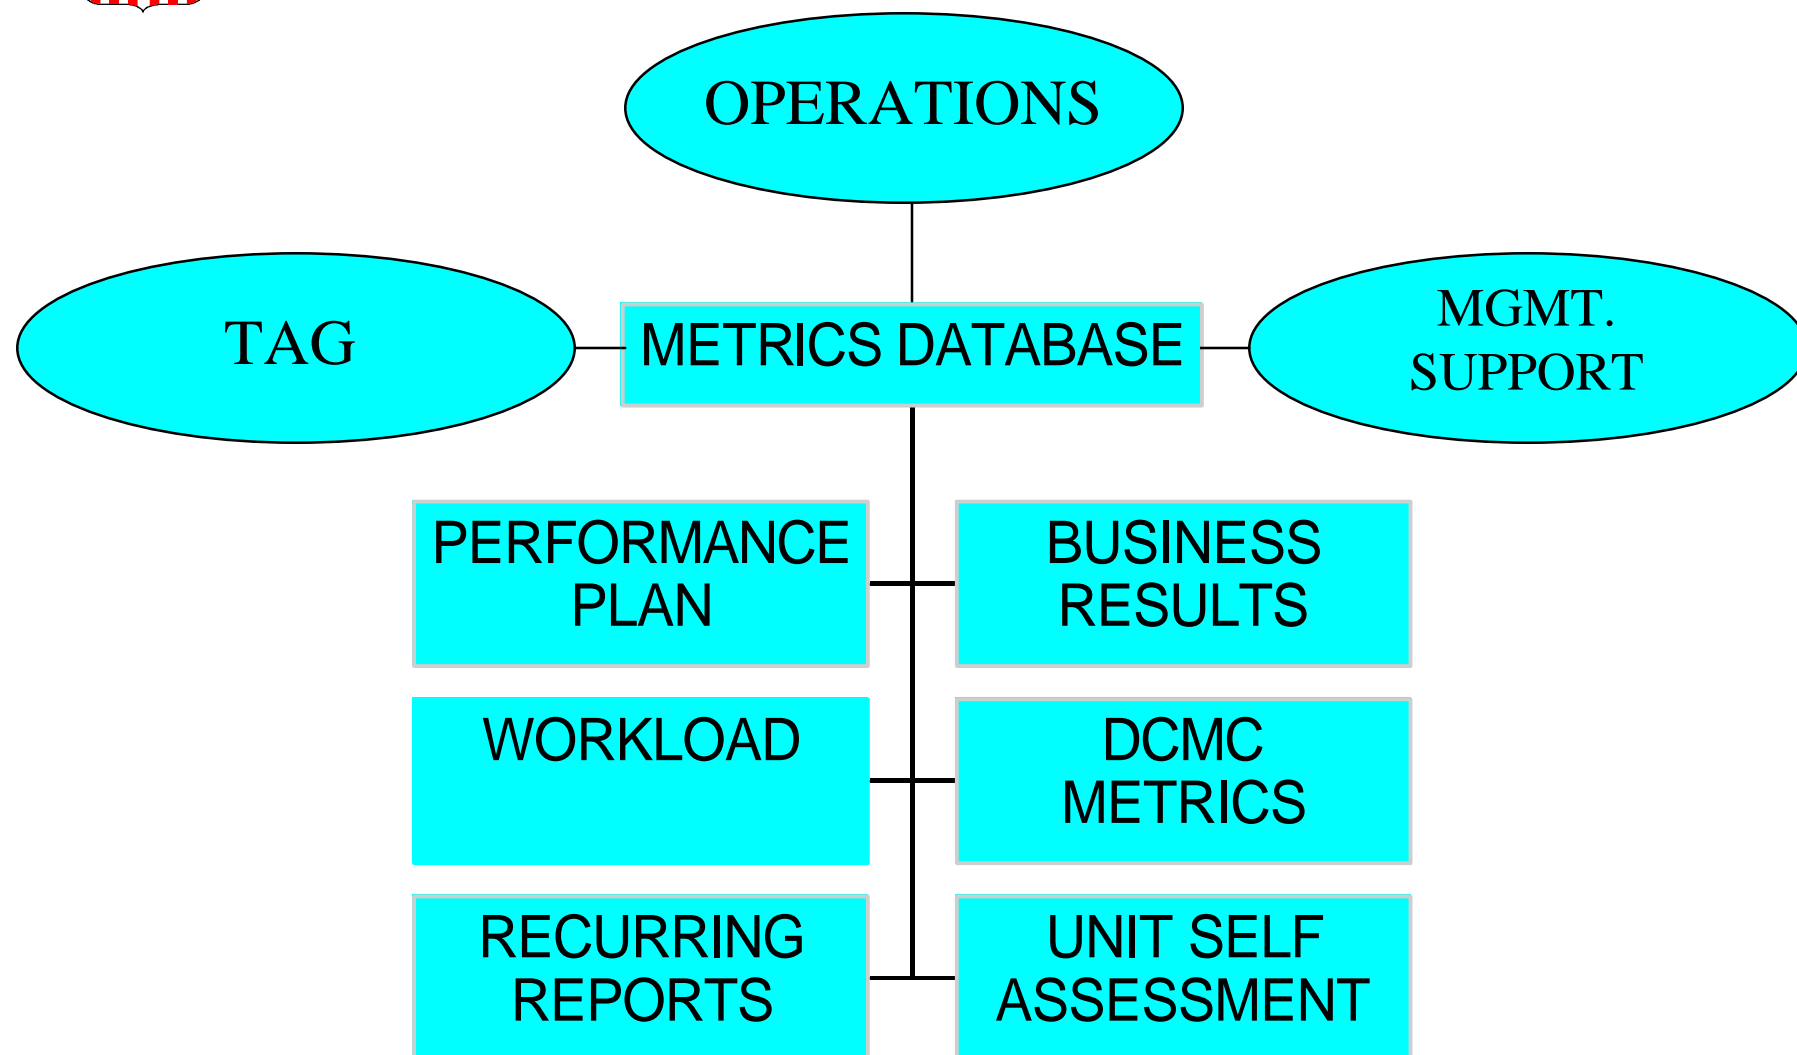 OPERATIONS
TAG
METRICS DATABASE
MGMT.
SUPPORT
PERFORMANCE
PLAN
BUSINESS
RESULTS
WORKLOAD
DCMC
METRICS
RECURRING
REPORTS
UNIT SELF
ASSESSMENT